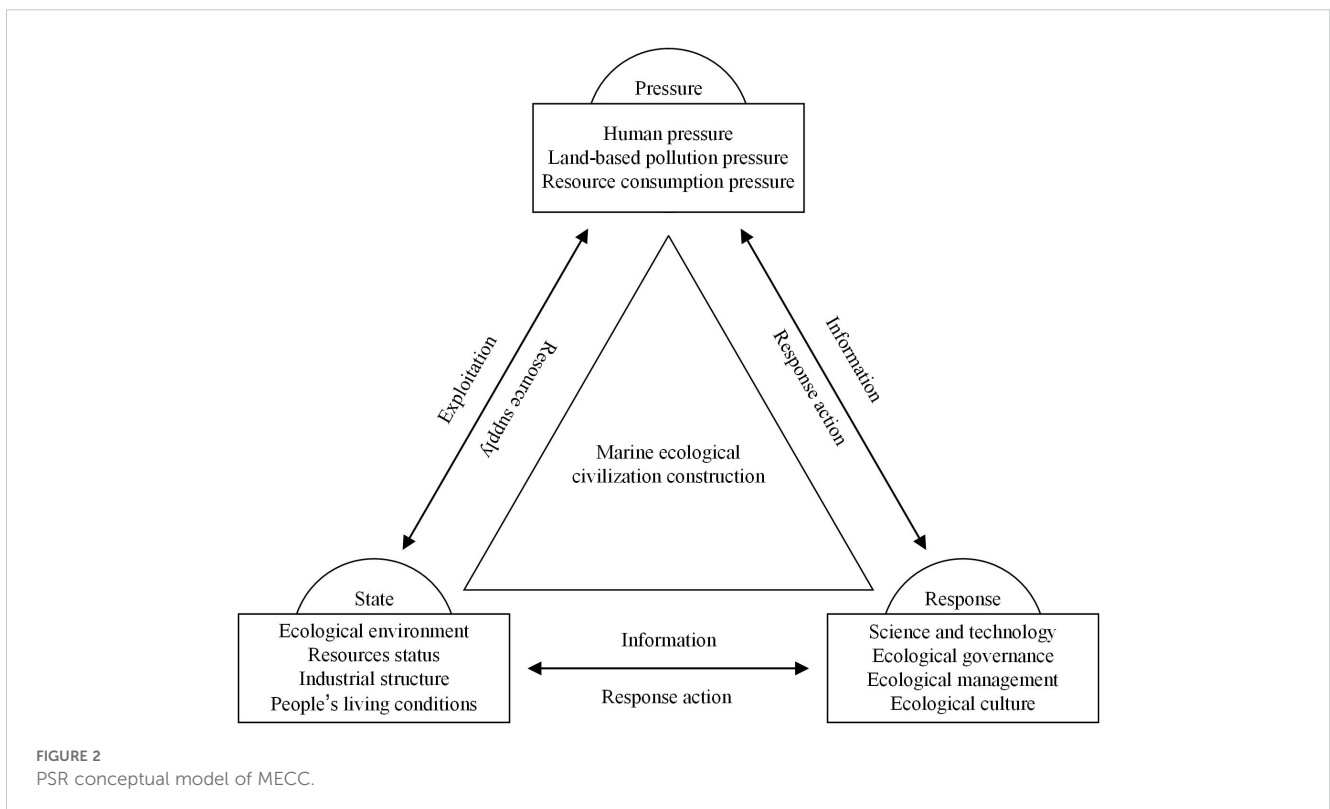 Pressure
Human pressure
Land-based pollution pressure
Resource consumption pressure
Exploitation
Resource supply
Information
Response action
Marine ecological
civilization construction
State
Ecological environment
Resources status
Industrial structure
People’s living conditions
Information
Response action
Response
Science and technology
Ecological governance
Ecological management
Ecological culture
FIGURE 2
PSR conceptual model of MECC.